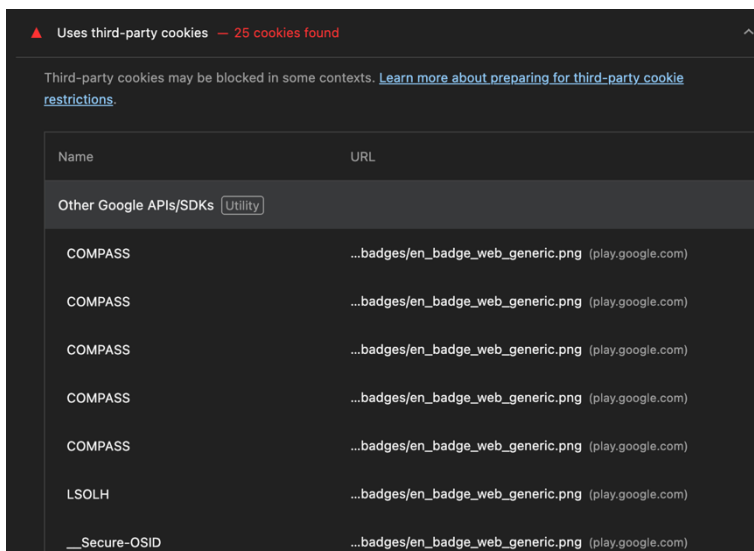 Uses third-party cookies — 25 cookies found
Third-party cookies may be blocked in some contexts. Learn more about preparing for third-party cookie
restrictions.
Name URL
Other Google APIs/SDKs Utility
COMPASS ...badges/en_badge_web_generic.png (play.google.com)
COMPASS ...badges/en_badge_web_generic.png (play.google.com)
COMPASS ...badges/en_badge_web_generic.png (play.google.com)
COMPASS ...badges/en_badge_web_generic.png (play.google.com)
COMPASS ...badges/en_badge_web_generic.png (play.google.com)
LSOLH ...badges/en_badge_web_generic.png (play.google.com)
__Secure-OSID ...badges/en_badge_web_generic.png (play.google.com)